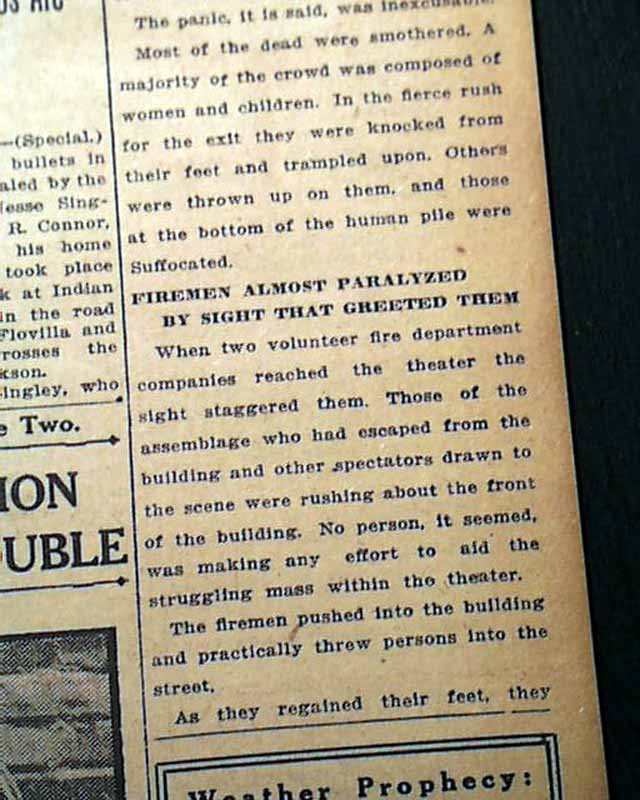 The panic, it is said, was inexcusable.
Most of the dead were smothered. A
majority of the crowd was composed of
women and children. In the fierce rush
for the exit they were knocked from
their feet and trampled upon. Others
were thrown up on them, and those
at the bottom of the human pile were
Suffocated.
FIREMEN ALMOST PARALYZED
BY SIGHT THAT GREETED THEM
When two volunteer fire department
companies reached the theater the
sight staggered them. Those of the
assemblage who had escaped from the
building and other spectators drawn to
the scene were rushing about the front
of the building. No person, it seemed,
was making any effort to aid the
struggling mass within the theater.
The firemen pushed into the building
and practically threw persons into the
street.
As they regained their feet, they
Weather Prophecy:
—(Special.)
bullets in
aled by the
Jesse Sing-
R. Connor,
his home
took place
k at Indian
in the road
Flovilla and
rosses the
kson.
ingley, who
e Two.
ION
OUBLE